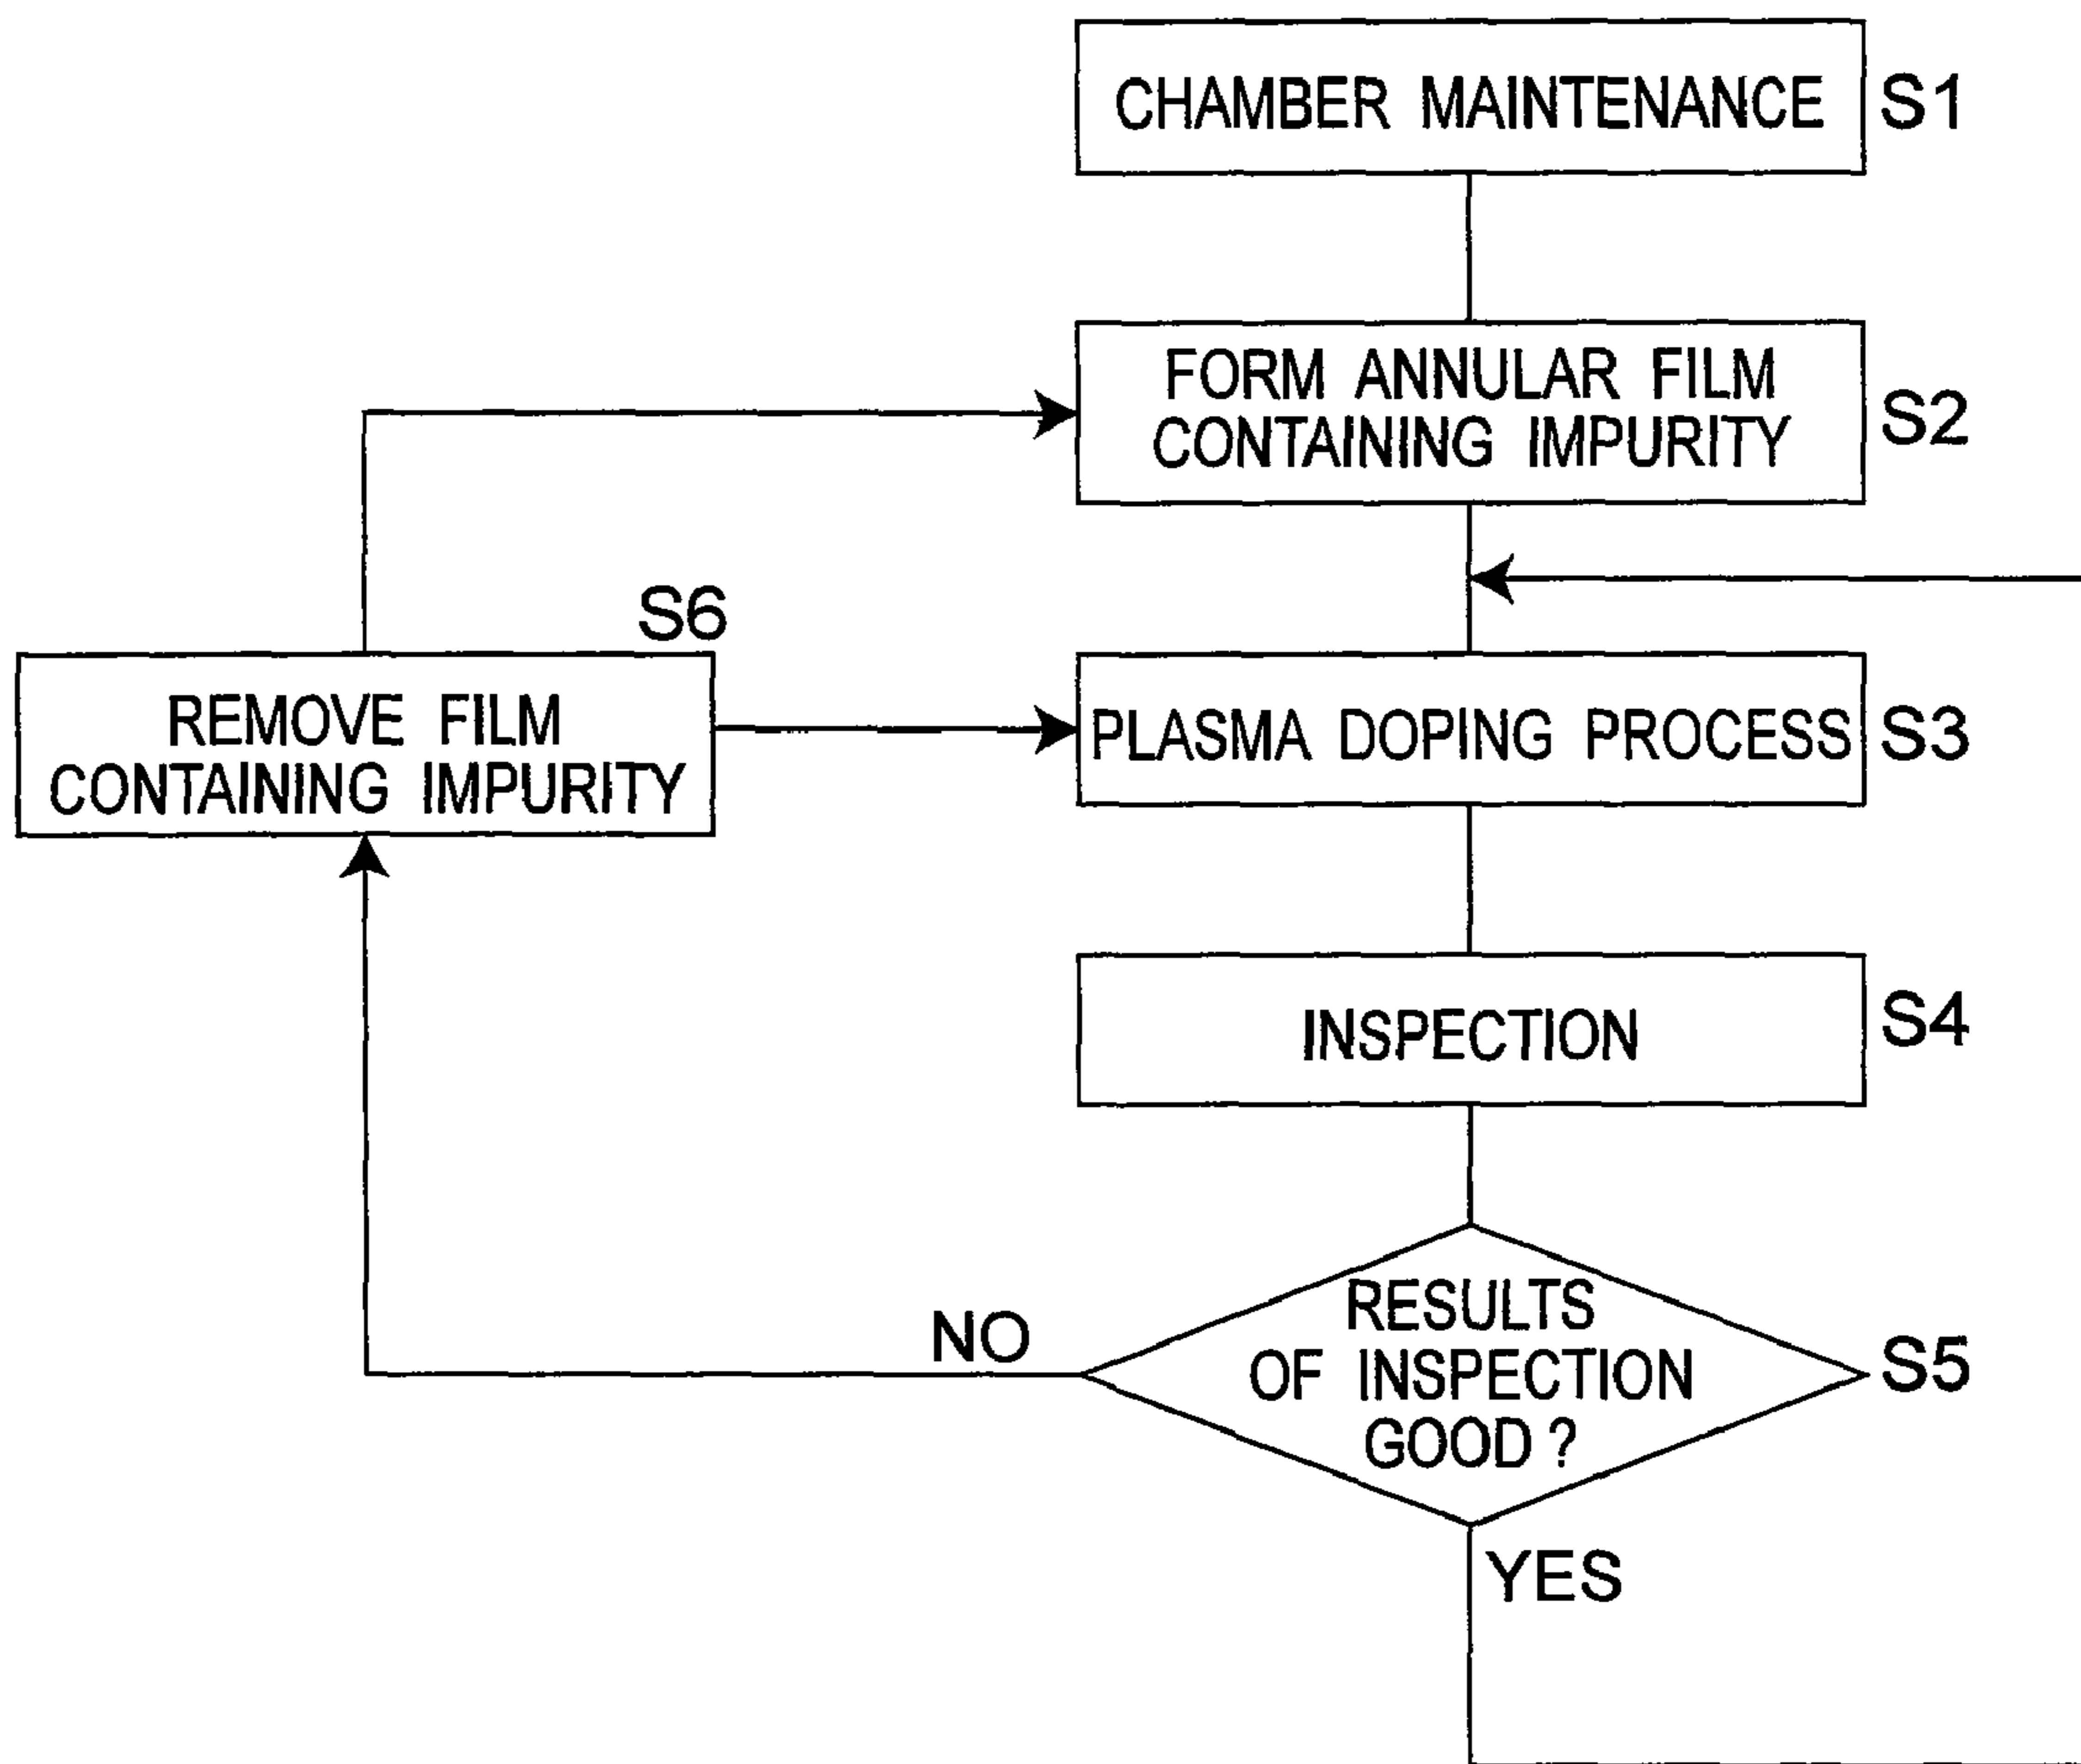 CHAMBER MAINTENANCE S1
FORM ANNULAR FILM
CONTAINING IMPURITY
S2
S6
REMOVE FILM
CONTAINING IMPURITY
PLASMA DOPING PROCESS S3
INSPECTION
S4
RESULTS
OF INSPECTION
GOOD?
S5
NO
YES